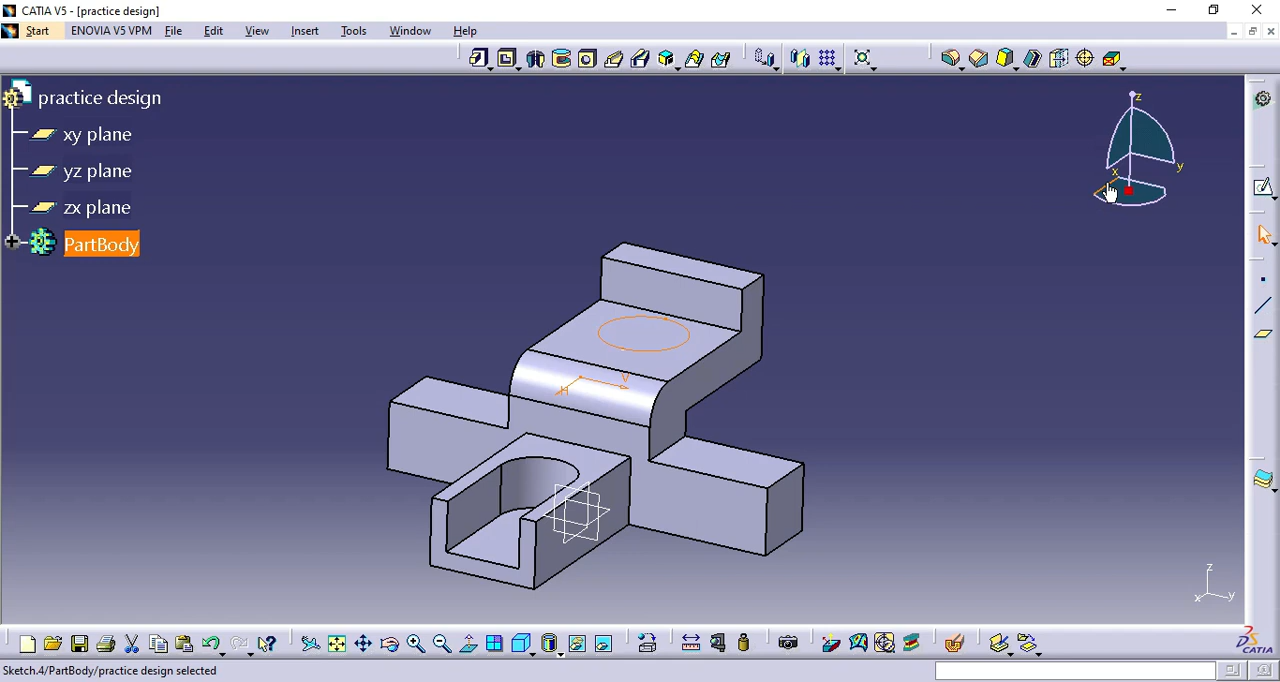 CATIA V5 - [practice design]
Start ENOVIA V5 VPM File Edit View Insert Tools Window Help
practice design
xy plane
yz plane
zx plane
PartBody
z
x
y
H
V
z
x
y
CATIA
Sketch.4/PartBody/practice design selected